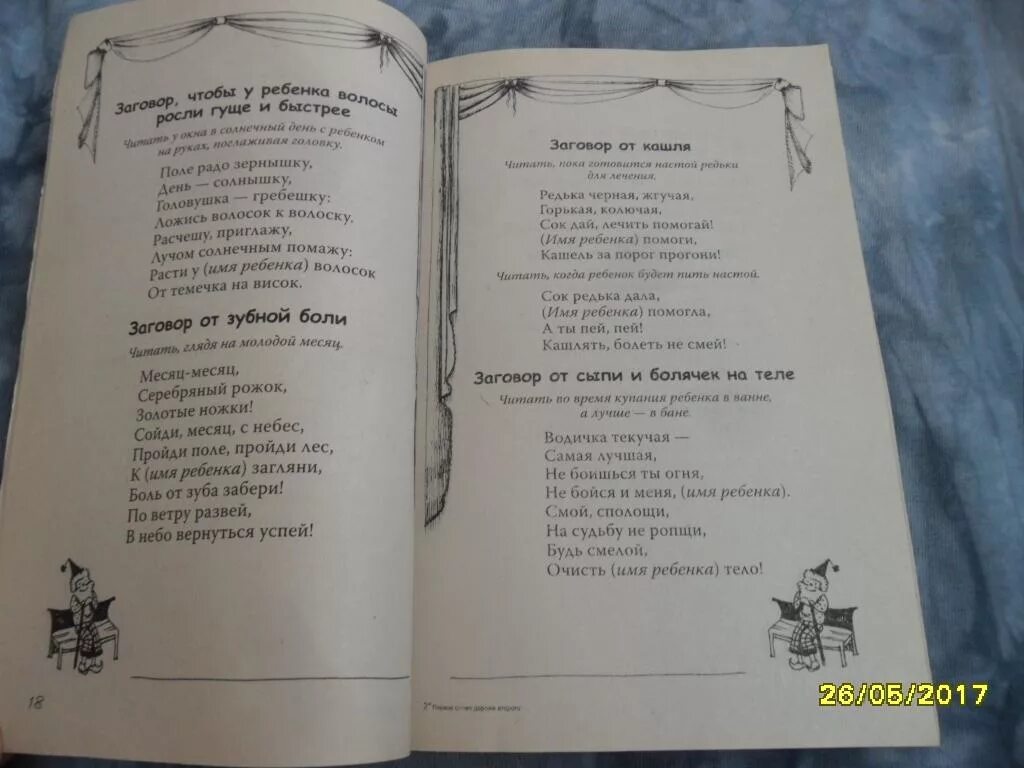 Заговор, чтобы у ребенка волосы
росли гуще и быстрее
Читать у окна в солнечный день с ребенком
на руках, поглаживая головку.
Поле радо зернышку,
День — солнышку,
Головушка — гребешку:
Ложись волосок к волоску.
Расчешу, приглажу,
Лучом солнечным помажу:
Расти у (имя ребенка) волосок
От темечка на висок.
Заговор от зубной боли
Читать, глядя на молодой месяц.
Месяц-месяц,
Серебряный рожок,
Золотые ножки!
Сойди, месяц, с небес,
Пройди поле, пройди лес,
К (имя ребенка) загляни,
Боль от зуба забери!
По ветру развей,
В небо вернуться успей!
18
Заговор от кашля
Читать, пока готовится настой редьки
для лечения.
Редька черная, жгучая,
Горькая, колючая,
Сок дай, лечить помогай!
(Имя ребенка) помоги,
Кашель за порог прогони!
Читать, когда ребенок будет пить настой.
Сок редька дала,
(Имя ребенка) помогла,
А ты пей, пей!
Кашлять, болеть не смей!
Заговор от сыпи и болячек на теле
Читать во время купания ребенка в ванне,
а лучше — в бане.
Водичка текучая —
Самая лучшая,
Не боишься ты огня,
Не бойся и меня, (имя ребенка).
Смой, сполощи,
На судьбу не ропщи,
Будь смелой,
Очисть (имя ребенка) тело!
2*
26/05/2017